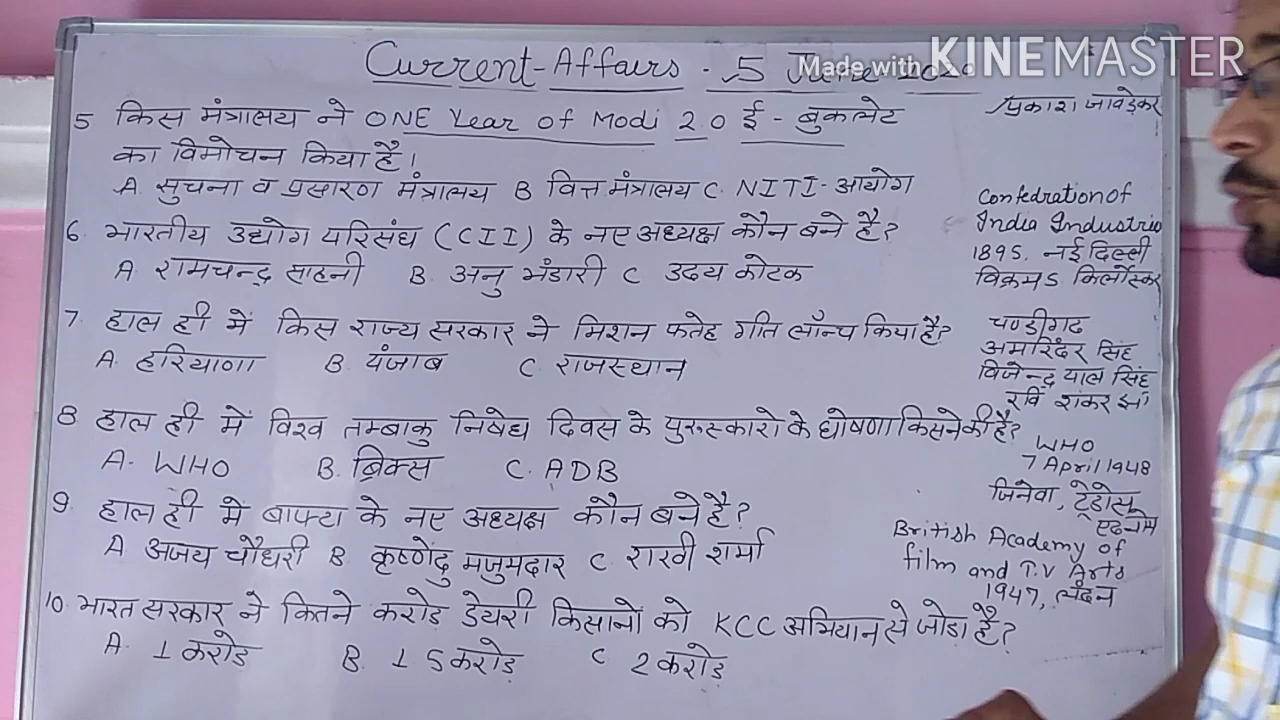 Current-Affairs - 5 June 2020
Made with KINEMASTER
5 किस मंत्रालय ने ONE Year of Modi 2.0 ई - बुकलेट
का विमोचन किया है।
A. सुचना व प्रसारण मंत्रालय B वित्त मंत्रालय C. NITI-आयोग
प्रकाश जावड़ेकर
6. भारतीय उद्योग परिसंघ (CII) के नए अध्यक्ष कौन बने है?
A रामचन्द्र साहनी B. अनु भंडारी C उदय कोटक
Confedration of
India Industries
1895. नई दिल्ली
विक्रम S किर्लोस्कर
7. हाल ही में किस राज्य सरकार ने मिशन फतेह गीत लॉन्च किया है?
A. हरियाणा B. पंजाब C. राजस्थान
चण्डीगढ
अमरिंदर सिंह
विजेन्द्र पाल सिंह
रवि शंकर झा
8 हाल ही में विश्व तम्बाकु निषेध दिवस के पुरुस्कारो के घोषणा किसने की है?
A. WHO B. ब्रिक्स C. ADB
WHO
7 April 1948
जिनेवा, ट्रेडोस
एढनोम
9. हाल ही में बाफ्टा के नए अध्यक्ष कौन बने है?
A अजय चौधरी B कृष्णेंदु मजुमदार C राखी शर्मा
British Academy of
film and T.V Arts
1947, लंदन
10. भारत सरकार ने कितने करोड़ डेयरी किसानों को KCC अभियान से जोडा है?
A. 1 करोड़ B. 1.5 करोड़ C 2 करोड़